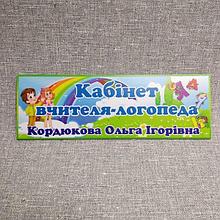 Кабінет
вчителя-логопеда
Кордюкова Ольга Ігорівна